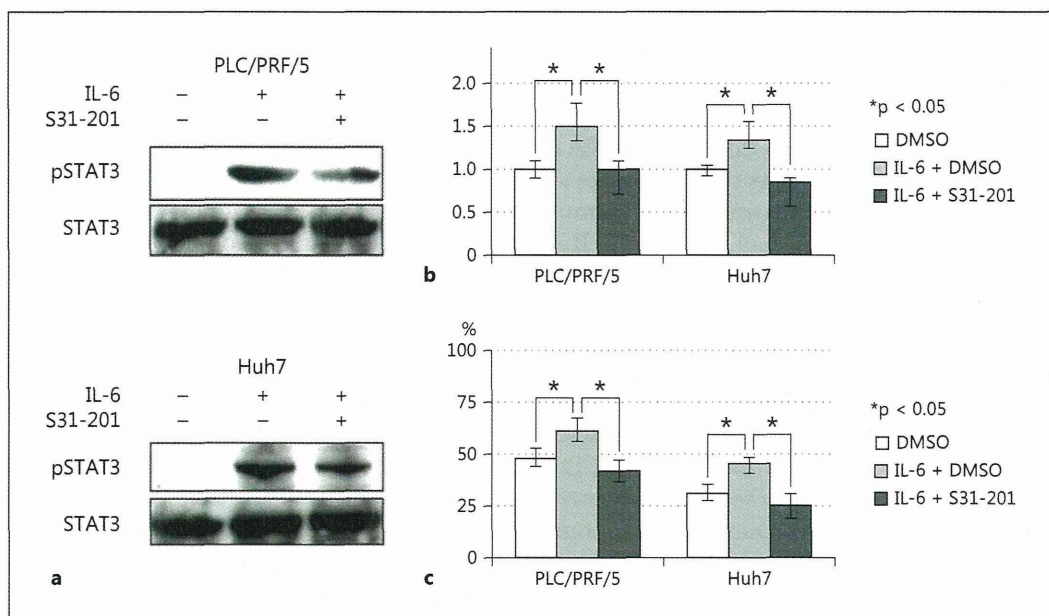 PLC/PRF/5
IL-6 – + +
S31-201 – – +
pSTAT3
STAT3
Huh7
IL-6 – + +
S31-201 – – +
pSTAT3
STAT3
a
2.0
1.5
1.0
0.5
0
* *
* *
PLC/PRF/5 Huh7
*p < 0.05
DMSO
IL-6 + DMSO
IL-6 + S31-201
b
%
100
75
50
25
0
* *
* *
PLC/PRF/5 Huh7
*p < 0.05
DMSO
IL-6 + DMSO
IL-6 + S31-201
c